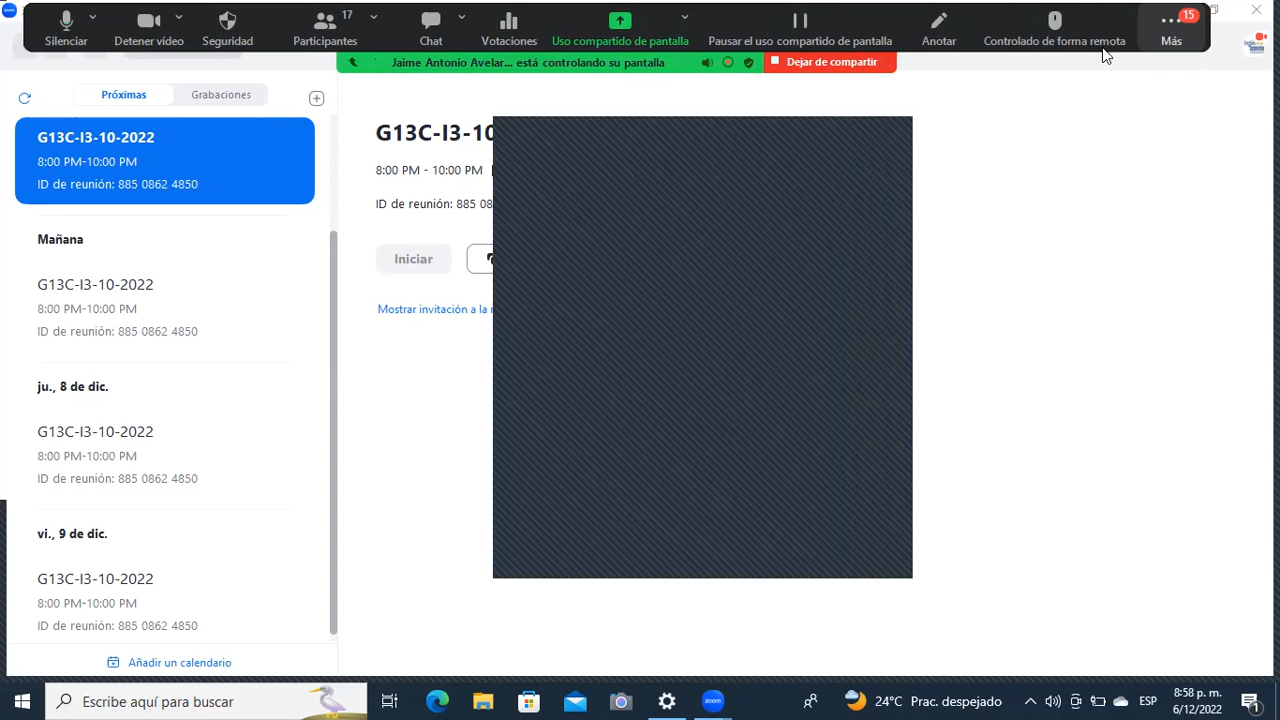 zoom
17
15
Silenciar
Detener vídeo
Seguridad
Participantes
Chat
Votaciones
Uso compartido de pantalla
Pausar el uso compartido de pantalla
Anotar
Controlado de forma remota
Más
Jaime Antonio Avelar... está controlando su pantalla
Dejar de compartir
Próximas
Grabaciones
G13C-I3-10-2022
8:00 PM-10:00 PM
ID de reunión: 885 0862 4850
Mañana
G13C-I3-10-2022
8:00 PM-10:00 PM
ID de reunión: 885 0862 4850
ju., 8 de dic.
G13C-I3-10-2022
8:00 PM-10:00 PM
ID de reunión: 885 0862 4850
vi., 9 de dic.
G13C-I3-10-2022
8:00 PM-10:00 PM
ID de reunión: 885 0862 4850
Añadir un calendario
G13C-I3-10
8:00 PM - 10:00 PM
ID de reunión: 885 08
Iniciar
Mostrar invitación a la
Escribe aquí para buscar
zoom
24°C Prac. despejado
ESP
8:58 p. m.
6/12/2022
1